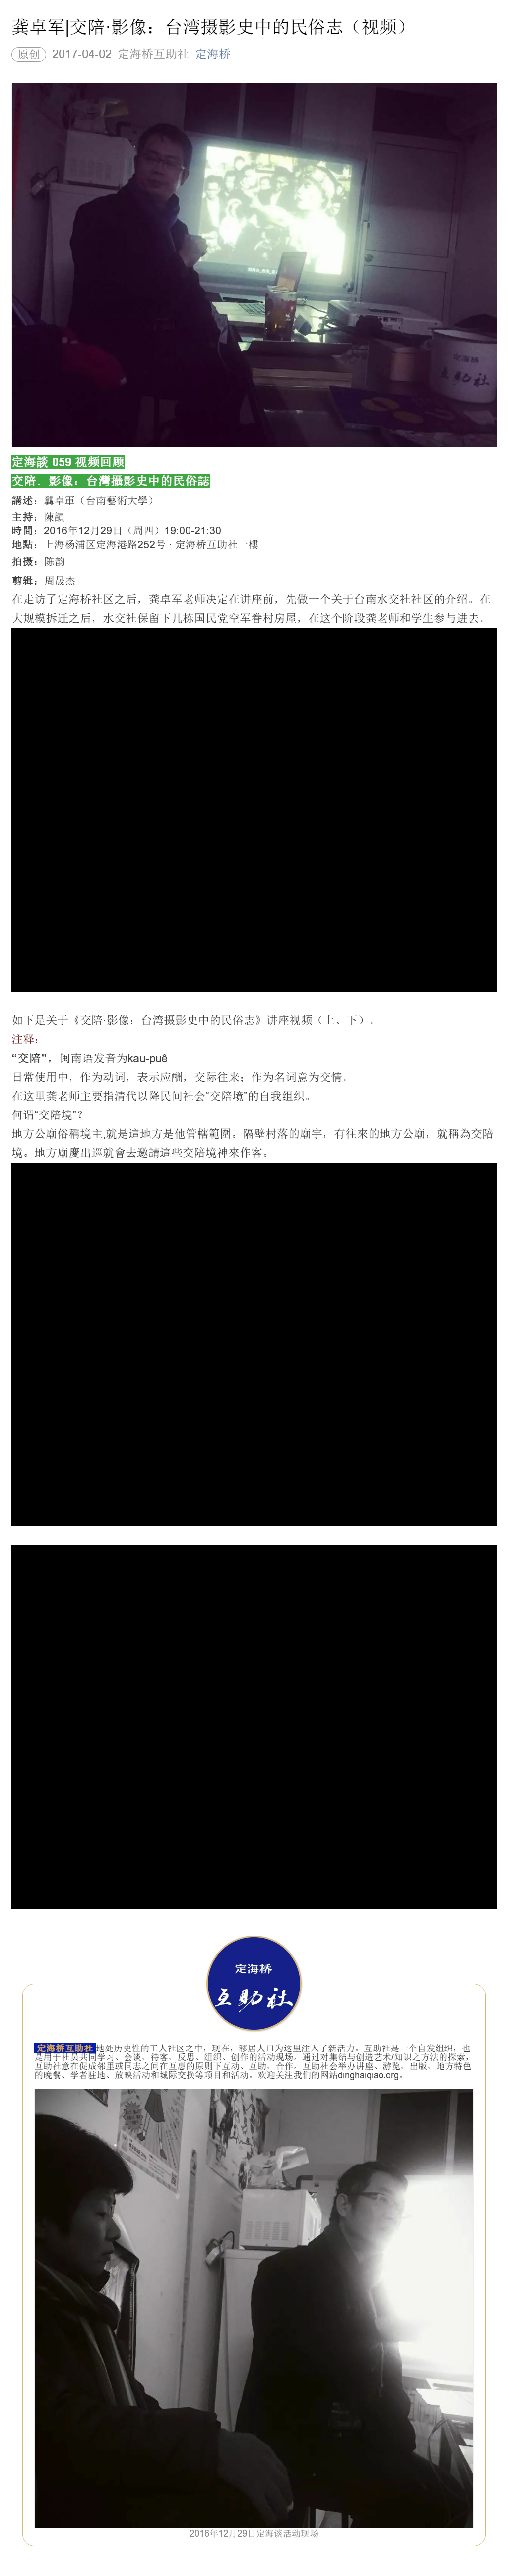 龚卓军|交陪·影像：台湾摄影史中的民俗志（视频）
原创 2017-04-02 定海桥互助社 定海桥
定海桥
互助社
定海談 059 视频回顾
交陪．影像：台灣攝影史中的民俗誌
講述：龔卓軍（台南藝術大學）
主持：陳韻
時間：2016年12月29日（周四）19:00-21:30
地點：上海杨浦区定海港路252号 · 定海桥互助社一樓
拍摄：陈韵
剪辑：周晟杰
在走访了定海桥社区之后，龚卓军老师决定在讲座前，先做一个关于台南水交社社区的介绍。在
大规模拆迁之后，水交社保留下几栋国民党空军眷村房屋，在这个阶段龚老师和学生参与进去。
如下是关于《交陪·影像：台湾摄影史中的民俗志》讲座视频（上、下）。
注释：
“交陪”，闽南语发音为kau-puê
日常使用中，作为动词，表示应酬，交际往来；作为名词意为交情。
在这里龚老师主要指清代以降民间社会“交陪境”的自我组织。
何谓“交陪境”？
地方公廟俗稱境主,就是這地方是他管轄範圍。隔壁村落的廟宇，有往來的地方公廟，就稱為交陪
境。地方廟慶出巡就會去邀請這些交陪境神來作客。
定海桥
互助社
定海桥互助社 地处历史性的工人社区之中，现在，移居人口为这里注入了新活力。互助社是一个自发组织，也
是用于社员共同学习、会谈、待客、反思、组织、创作的活动现场。通过对集结与创造艺术/知识之方法的探索，
互助社意在促成邻里或同志之间在互惠的原则下互动、互助、合作。互助社会举办讲座、游览、出版、地方特色
的晚餐、学者驻地、放映活动和城际交换等项目和活动。欢迎关注我们的网站dinghaiqiao.org。
2016年12月29日定海谈活动现场